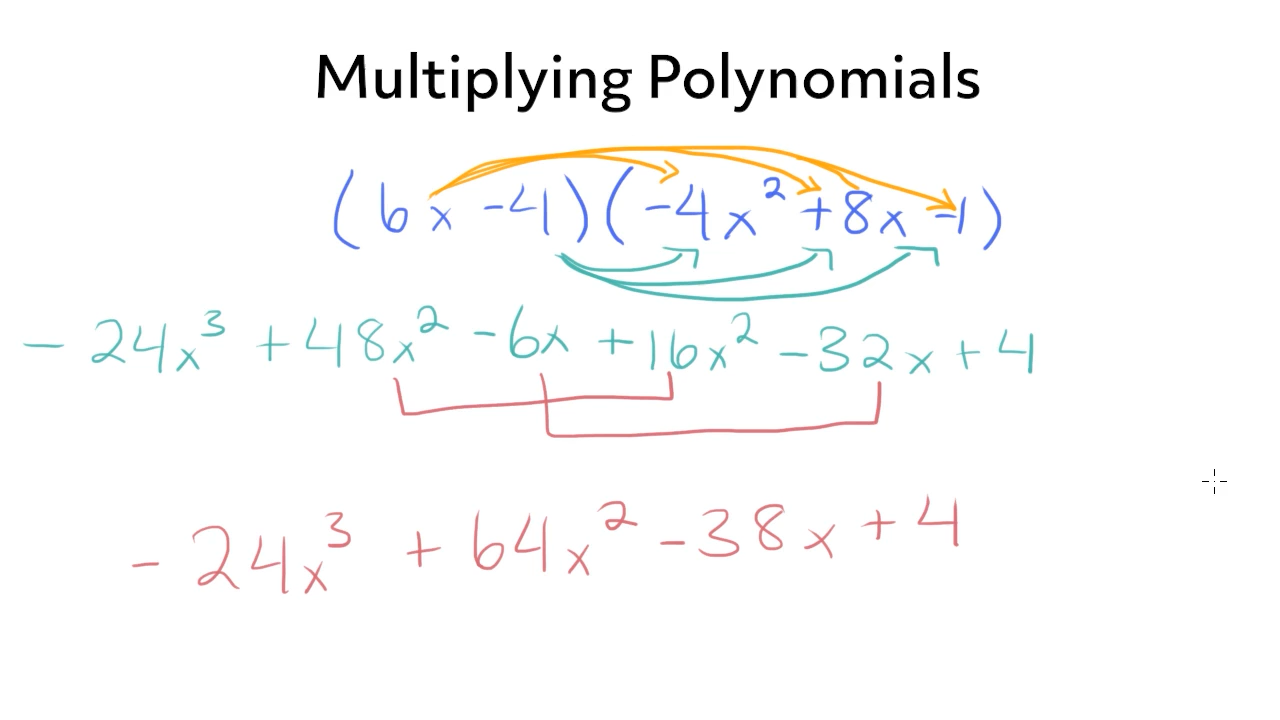 Multiplying Polynomials
(6x -4)(-4x² +8x -1)
- 24x³ +48x² -6x +16x² -32x +4
- 24x³ + 64x² -38x +4